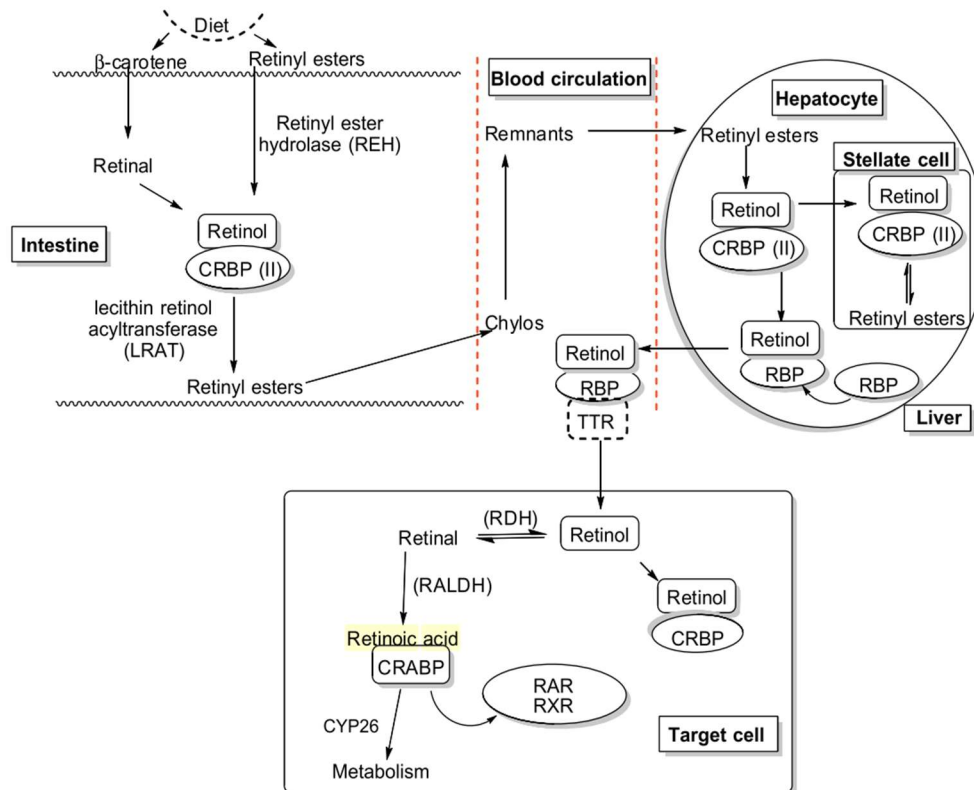 Diet
β-carotene
Retinyl esters
Retinyl ester
hydrolase (REH)
Retinal
Intestine
Retinol
CRBP (II)
lecithin retinol
acyltransferase
(LRAT)
Retinyl esters
Blood circulation
Remnants
Chylos
Retinol
RBP
TTR
Hepatocyte
Retinyl esters
Stellate cell
Retinol
CRBP (II)
Retinol
CRBP (II)
Retinyl esters
Retinol
RBP
RBP
Liver
(RDH)
Retinal
Retinol
(RALDH)
Retinol
CRBP
Retinoic acid
CRABP
RAR
RXR
CYP26
Metabolism
Target cell